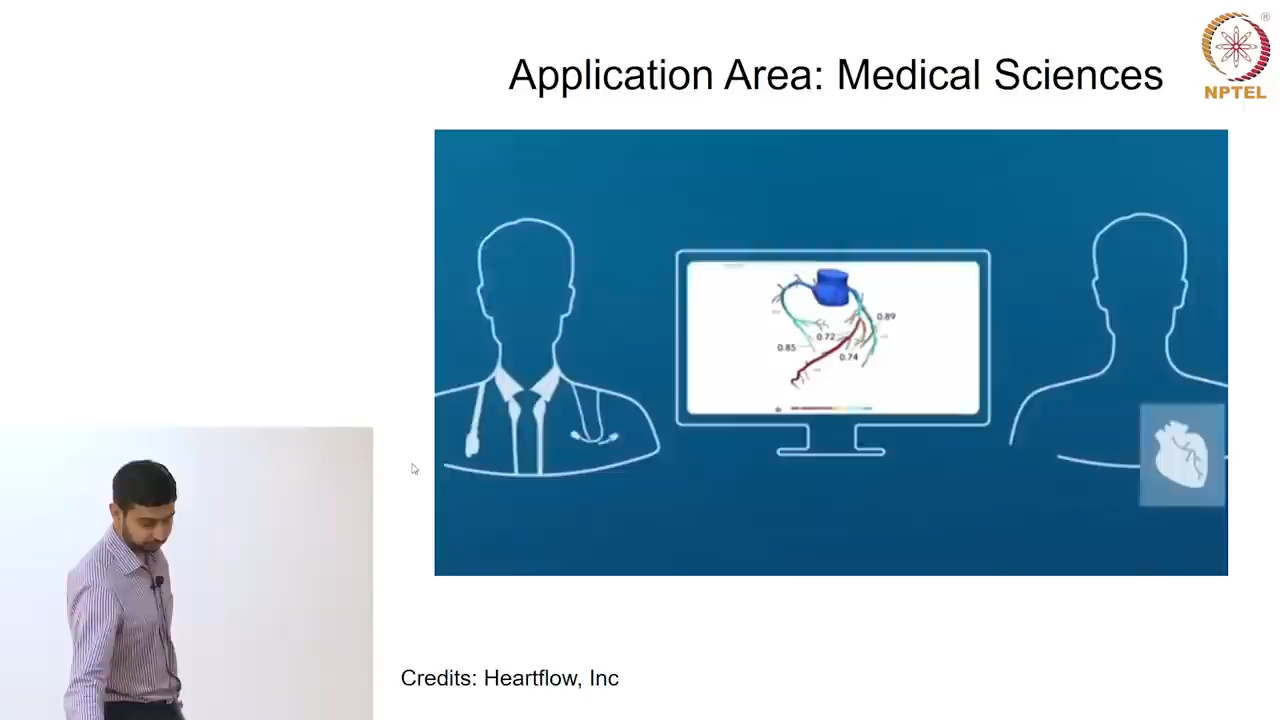 Application Area: Medical Sciences
®
NPTEL
0.89
0.72
0.85
0.74
Credits: Heartflow, Inc